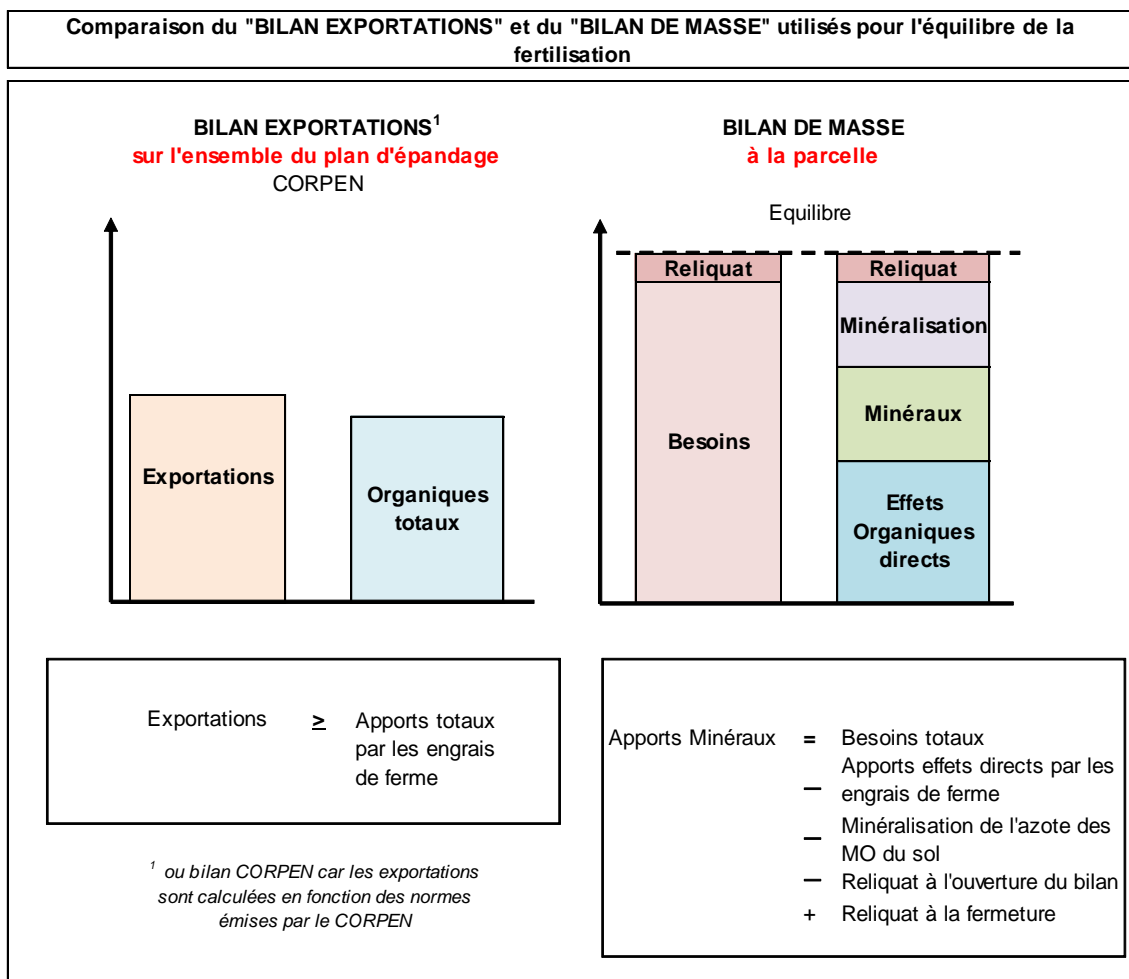 Comparaison du "BILAN EXPORTATIONS" et du "BILAN DE MASSE" utilisés pour l'équilibre de la
fertilisation
BILAN EXPORTATIONS¹
sur l'ensemble du plan d'épandage
CORPEN
Exportations
Organiques
totaux
BILAN DE MASSE
à la parcelle
Equilibre
Reliquat
Besoins
Reliquat
Minéralisation
Minéraux
Effets
Organiques
directs
Exportations ≥ Apports totaux
par les engrais
de ferme
¹ ou bilan CORPEN car les exportations
sont calculées en fonction des normes
émises par le CORPEN
Apports Minéraux = Besoins totaux
Apports effets directs par les
– engrais de ferme
– Minéralisation de l'azote des
MO du sol
– Reliquat à l'ouverture du bilan
+ Reliquat à la fermeture